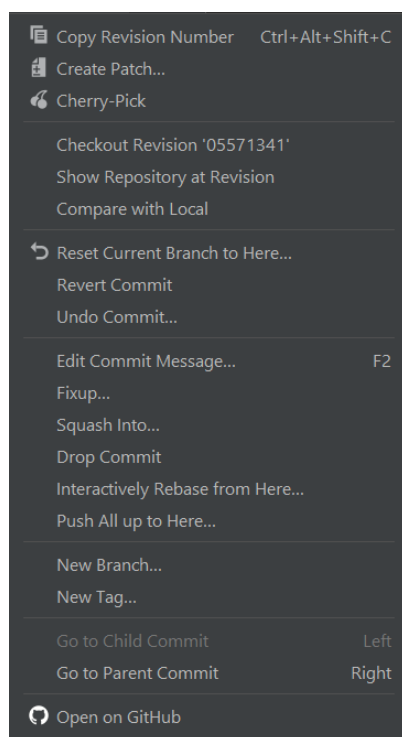 Copy Revision Number Ctrl+Alt+Shift+C
Create Patch...
Cherry-Pick
Checkout Revision '05571341'
Show Repository at Revision
Compare with Local
Reset Current Branch to Here...
Revert Commit
Undo Commit...
Edit Commit Message... F2
Fixup...
Squash Into...
Drop Commit
Interactively Rebase from Here...
Push All up to Here...
New Branch...
New Tag...
Go to Child Commit Left
Go to Parent Commit Right
Open on GitHub